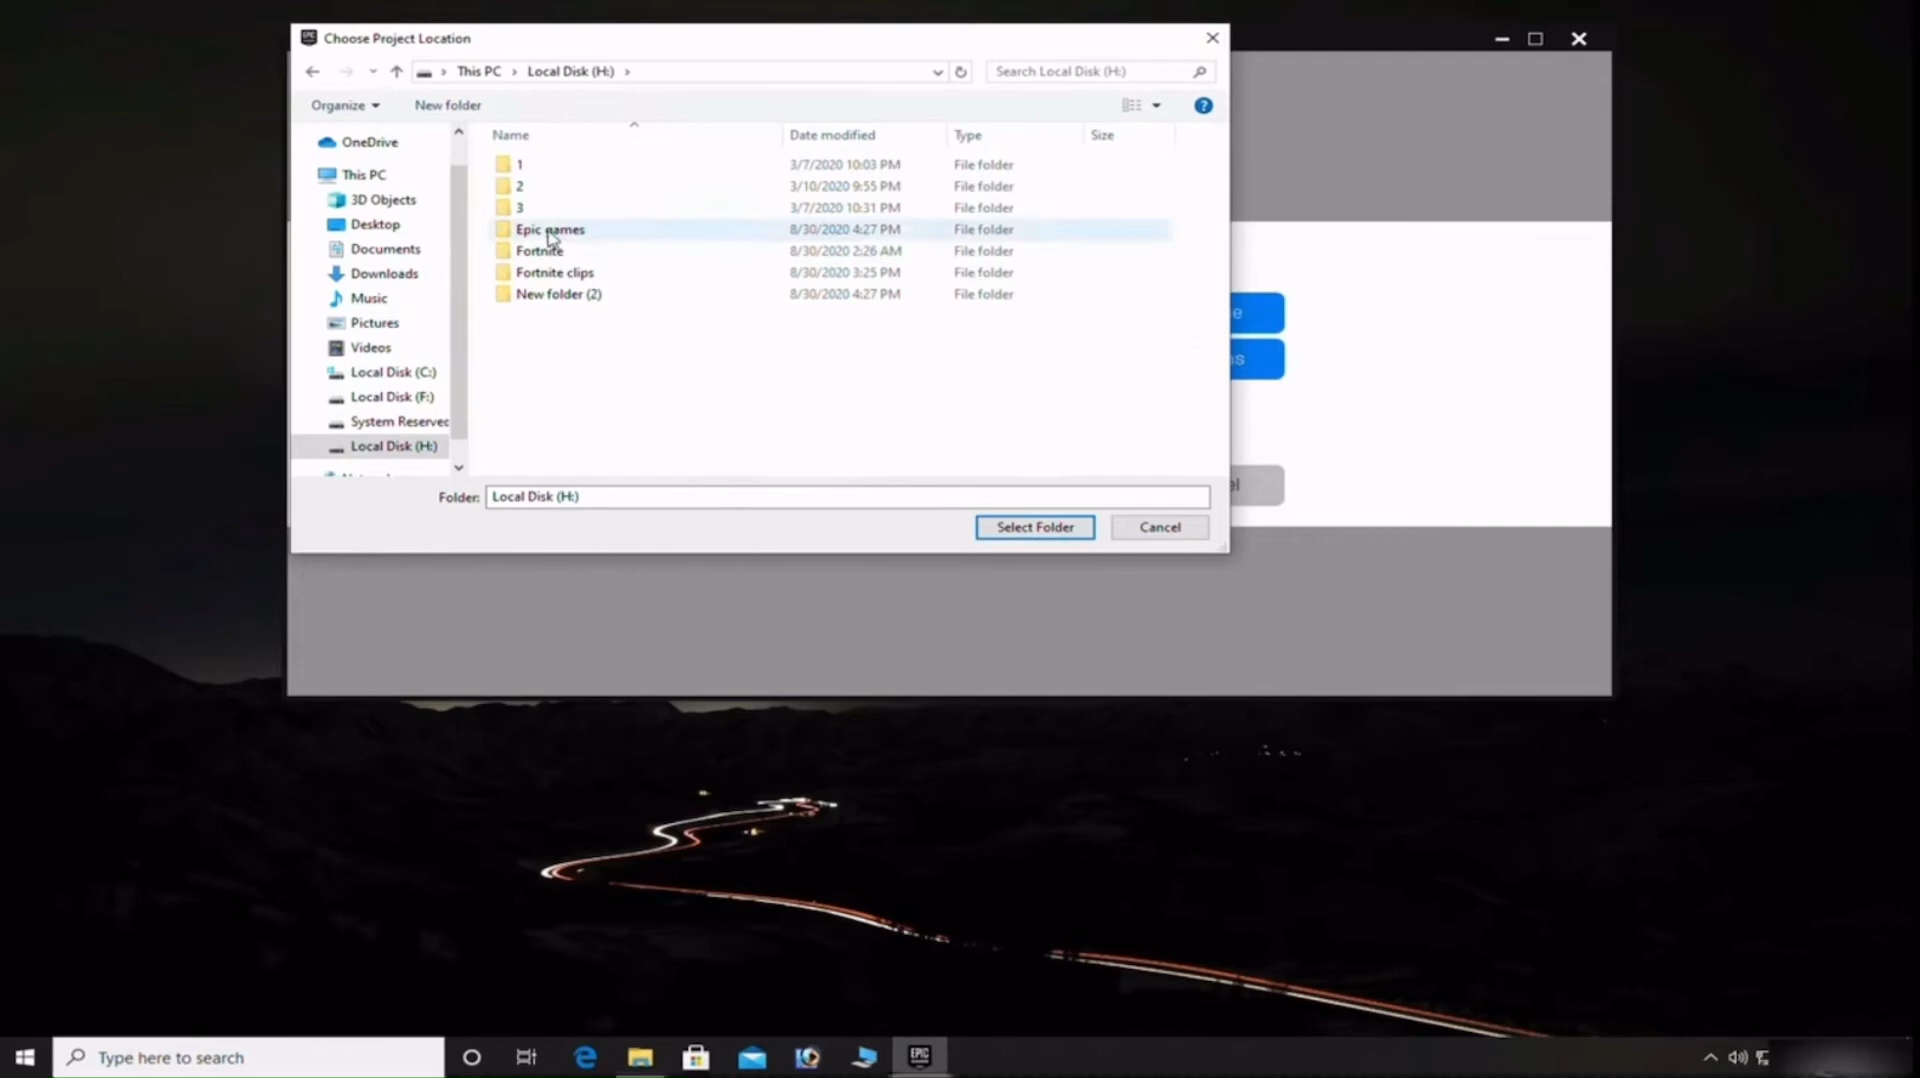 Choose Project Location
This PC > Local Disk (H:) >
Search Local Disk (H:)
Organize
New folder
OneDrive
This PC
3D Objects
Desktop
Documents
Downloads
Music
Pictures
Videos
Local Disk (C:)
Local Disk (F:)
System Reserved
Local Disk (H:)
Name Date modified Type Size
1 3/7/2020 10:03 PM File folder
2 3/10/2020 9:55 PM File folder
3 3/7/2020 10:31 PM File folder
Epic names 8/30/2020 4:27 PM File folder
Fortnite 8/30/2020 2:26 AM File folder
Fortnite clips 8/30/2020 3:25 PM File folder
New folder (2) 8/30/2020 4:27 PM File folder
e
ns
el
Folder: Local Disk (H:)
Select Folder
Cancel
Type here to search
EPIC